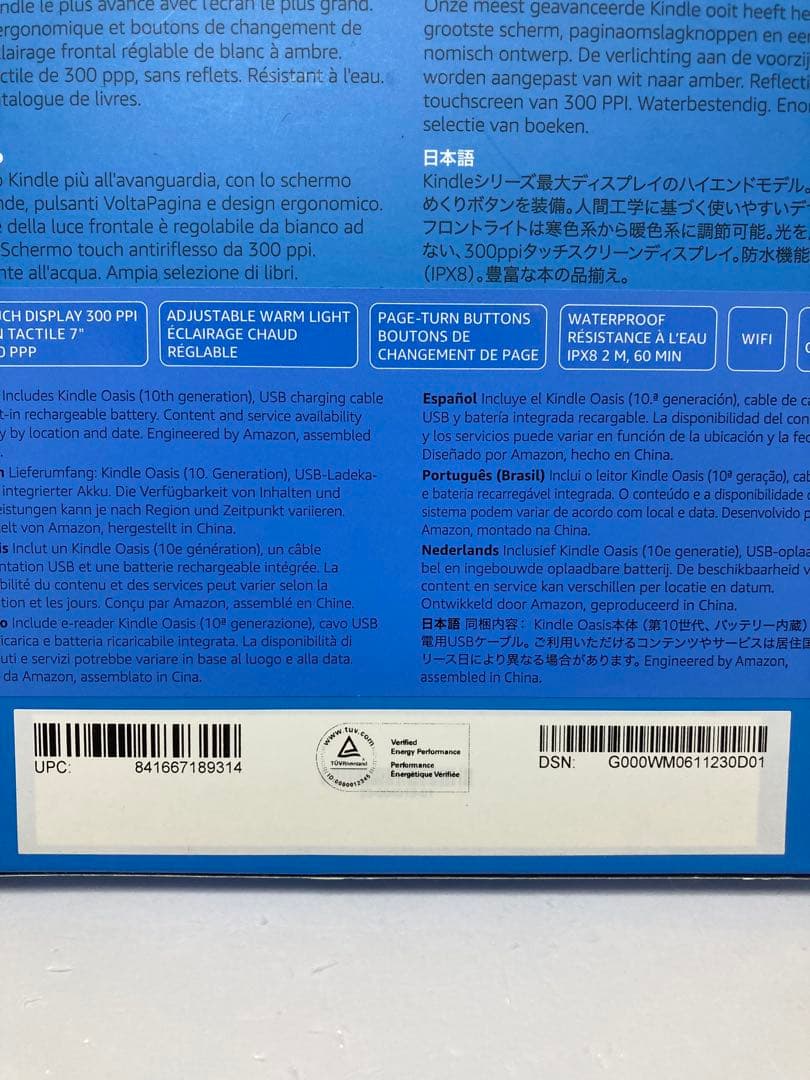 ndle le plus avancé avec l'écran le plus grand.
ergonomique et boutons de changement de
clairage frontal réglable de blanc à ambre.
ctile de 300 ppp, sans reflets. Résistant à l'eau.
atalogue de livres.
Onze meest geavanceerde Kindle ooit heeft he
grootste scherm, paginaomslagknoppen en een
nomisch ontwerp. De verlichting aan de voorzij
worden aangepast van wit naar amber. Reflecti
touchscreen van 300 PPI. Waterbestendig. Eno
selectie van boeken.
o
o Kindle più all'avanguardia, con lo schermo
nde, pulsanti VoltaPagina e design ergonomico.
e della luce frontale è regolabile da bianco ad
Schermo touch antiriflesso da 300 ppi.
nte all'acqua. Ampia selezione di libri.
日本語
Kindleシリーズ最大ディスプレイのハイエンドモデル。
めくりボタンを装備。人間工学に基づく使いやすいデ
フロントライトは寒色系から暖色系に調節可能。光を
ない、300ppiタッチスクリーンディスプレイ。防水機能
(IPX8)。豊富な本の品揃え。
UCH DISPLAY 300 PPI
N TACTILE 7"
0 PPP
ADJUSTABLE WARM LIGHT
ÉCLAIRAGE CHAUD
RÉGLABLE
PAGE-TURN BUTTONS
BOUTONS DE
CHANGEMENT DE PAGE
WATERPROOF
RÉSISTANCE À L'EAU
IPX8 2 M, 60 MIN
WIFI
Includes Kindle Oasis (10th generation), USB charging cable
t-in rechargeable battery. Content and service availability
y by location and date. Engineered by Amazon, assembled
.
n Lieferumfang: Kindle Oasis (10. Generation), USB-Ladeka-
integrierter Akku. Die Verfügbarkeit von Inhalten und
eistungen kann je nach Region und Zeitpunkt variieren.
elt von Amazon, hergestellt in China.
is Inclut un Kindle Oasis (10e génération), un câble
entation USB et une batterie rechargeable intégrée. La
bilité du contenu et des services peut varier selon la
tion et les jours. Conçu par Amazon, assemblé en Chine.
o Include e-reader Kindle Oasis (10ª generazione), cavo USB
ricarica e batteria ricaricabile integrata. La disponibilità di
uti e servizi potrebbe variare in base al luogo e alla data.
da Amazon, assemblato in Cina.
Español Incluye el Kindle Oasis (10.ª generación), cable de ca
USB y batería integrada recargable. La disponibilidad del con
y los servicios puede variar en función de la ubicación y la fec
Diseñado por Amazon, hecho en China.
Português (Brasil) Inclui o leitor Kindle Oasis (10ª geração), cab
e bateria recarregável integrada. O conteúdo e a disponibilidade d
sistema podem variar de acordo com local e data. Desenvolvido p
Amazon, montado na China.
Nederlands Inclusief Kindle Oasis (10e generatie), USB-oplaa
bel en ingebouwde oplaadbare batterij. De beschikbaarheid v
content en service kan verschillen per locatie en datum.
Ontwikkeld door Amazon, geproduceerd in China.
日本語 同梱内容： Kindle Oasis本体（第10世代、バッテリー内蔵）
電用USBケーブル。ご利用いただけるコンテンツやサービスは居住国
リース日により異なる場合があります。Engineered by Amazon,
assembled in China.
UPC: 841667189314
www.tuv.com
TÜVRheinland
ID:0000012345
Verified
Energy Performance
Performance
Énergétique Vérifiée
DSN: G000WM0611230D01